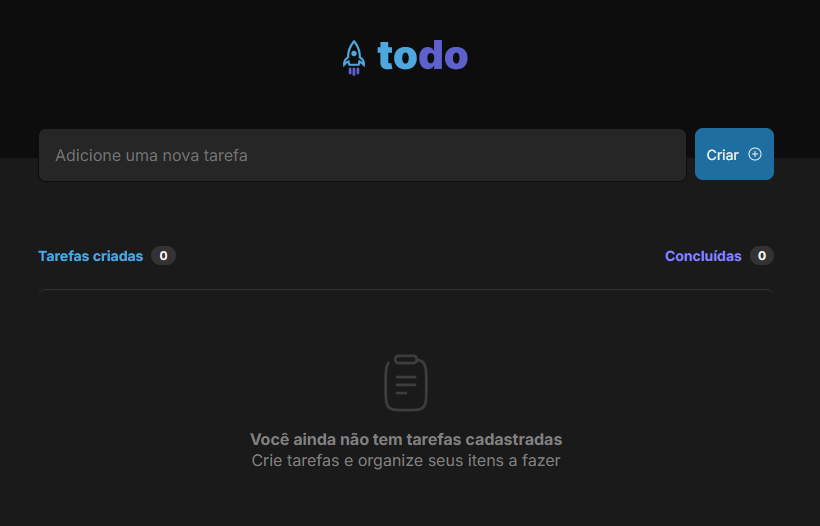 todo
Adicione uma nova tarefa
Criar
Tarefas criadas 0
Concluídas 0
Você ainda não tem tarefas cadastradas
Crie tarefas e organize seus itens a fazer